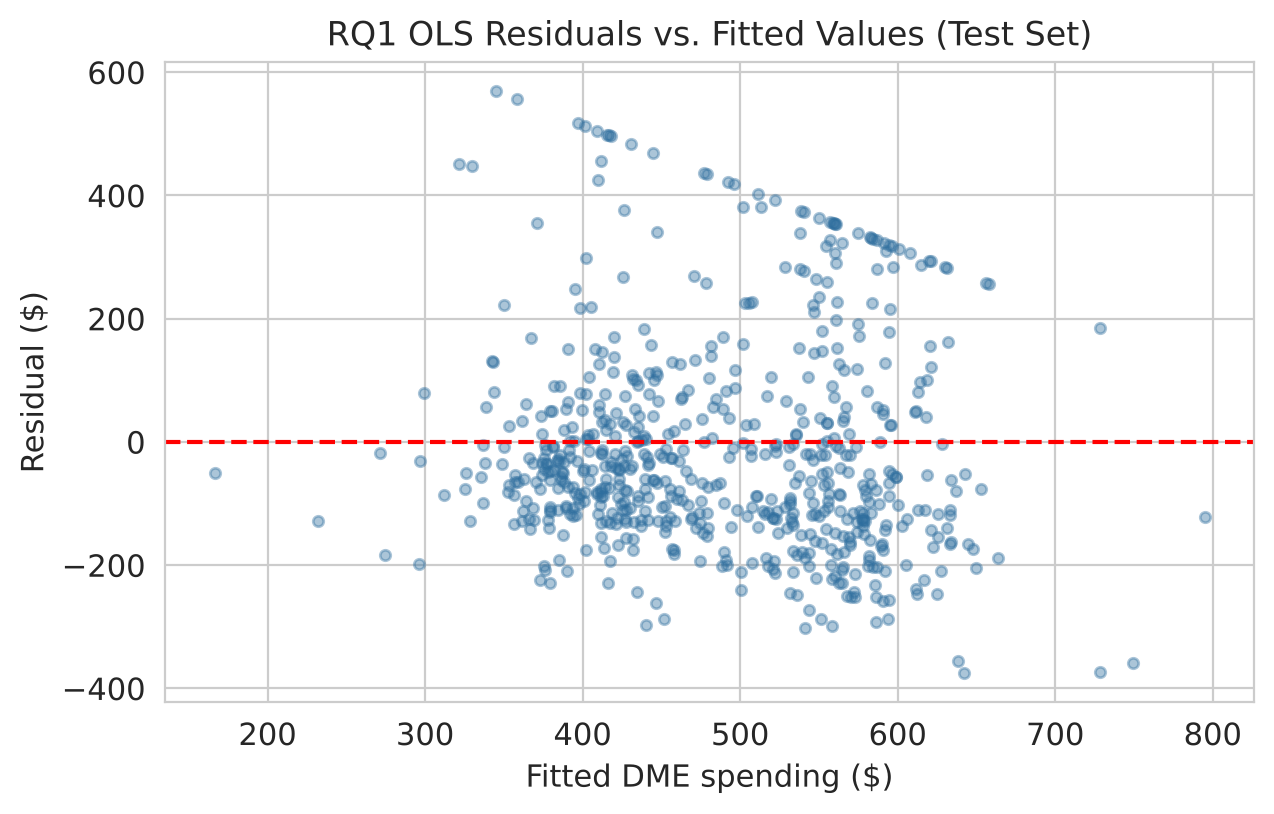 RQ1 OLS Residuals vs. Fitted Values (Test Set)
600
400
200
0
−200
−400
Residual ($)
200 300 400 500 600 700 800
Fitted DME spending ($)